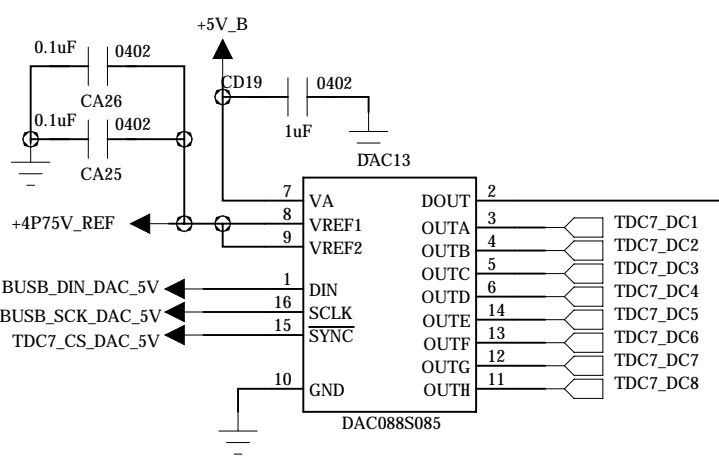 +5V_B
0.1uF 0402
CA26
CD19 0402
1uF
0.1uF 0402
CA25
DAC13
7 VA DOUT 2
+4P75V_REF 8 VREF1 OUTA 3 TDC7_DC1
9 VREF2 OUTB 4 TDC7_DC2
OUTC 5 TDC7_DC3
BUSB_DIN_DAC_5V 1 DIN OUTD 6 TDC7_DC4
BUSB_SCK_DAC_5V 16 SCLK OUTE 14 TDC7_DC5
TDC7_CS_DAC_5V 15 SYNC OUTF 13 TDC7_DC6
OUTG 12 TDC7_DC7
10 GND OUTH 11 TDC7_DC8
DAC088S085